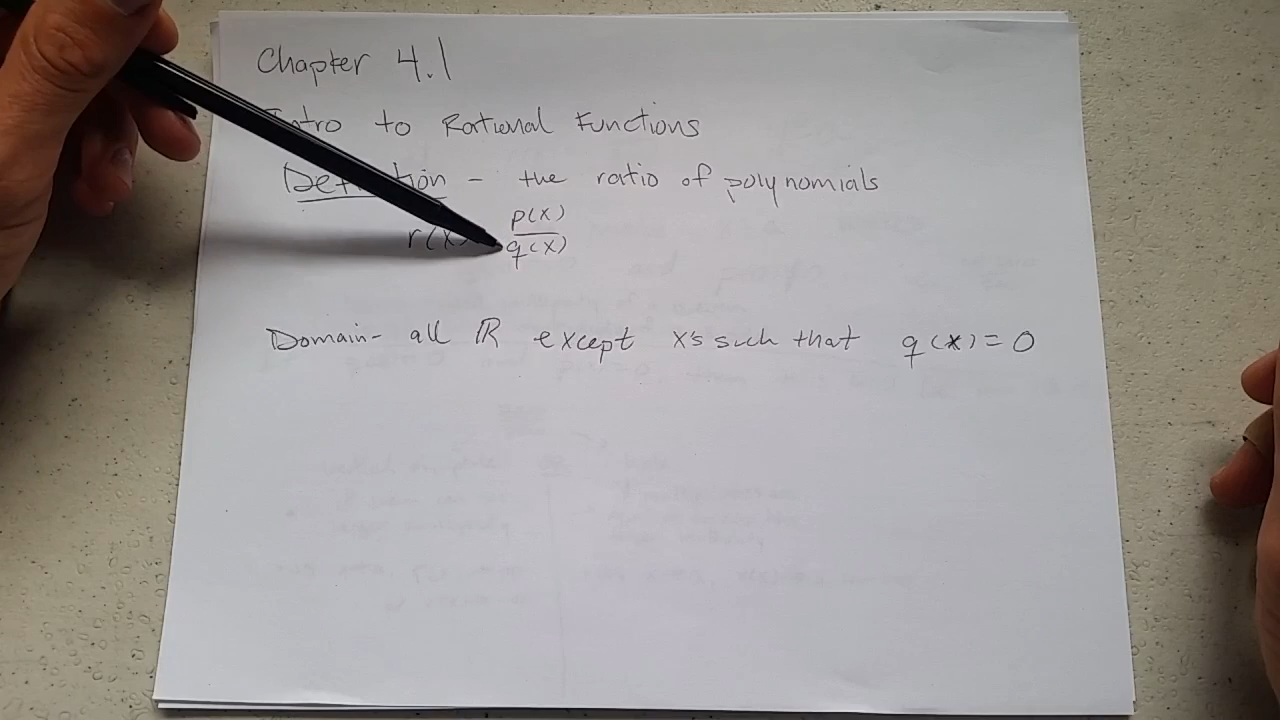 Chapter 4.1
Intro to Rational Functions
Definition - the ratio of polynomials
r(x) p(x)
q(x)
Domain- all ℝ except x's such that q(x)=0